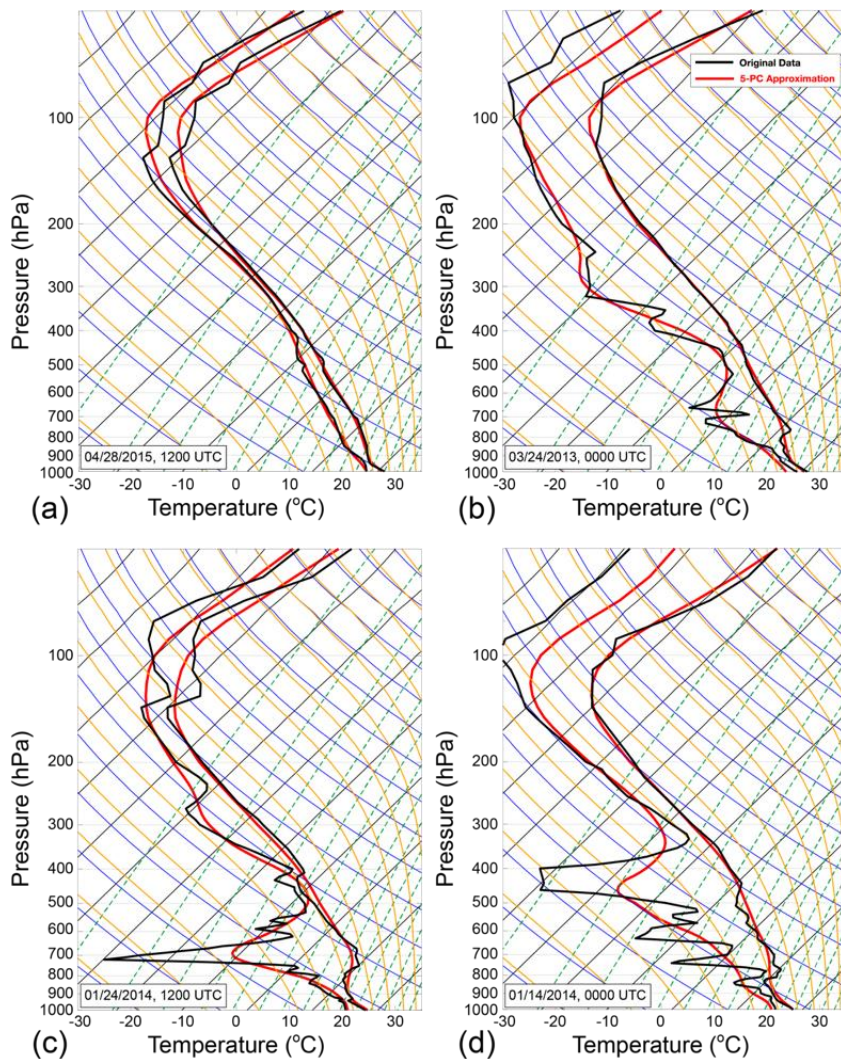 Original Data
5-PC Approximation
100
200
300
400
500
600
700
800
900
1000
Pressure (hPa)
04/28/2015, 1200 UTC
-30 -20 -10 0 10 20 30
(a) Temperature (°C)
100
200
300
400
500
600
700
800
900
1000
Pressure (hPa)
03/24/2013, 0000 UTC
-30 -20 -10 0 10 20 30
(b) Temperature (°C)
100
200
300
400
500
600
700
800
900
1000
Pressure (hPa)
01/24/2014, 1200 UTC
-30 -20 -10 0 10 20 30
(c) Temperature (°C)
100
200
300
400
500
600
700
800
900
1000
Pressure (hPa)
01/14/2014, 0000 UTC
-30 -20 -10 0 10 20 30
(d) Temperature (°C)